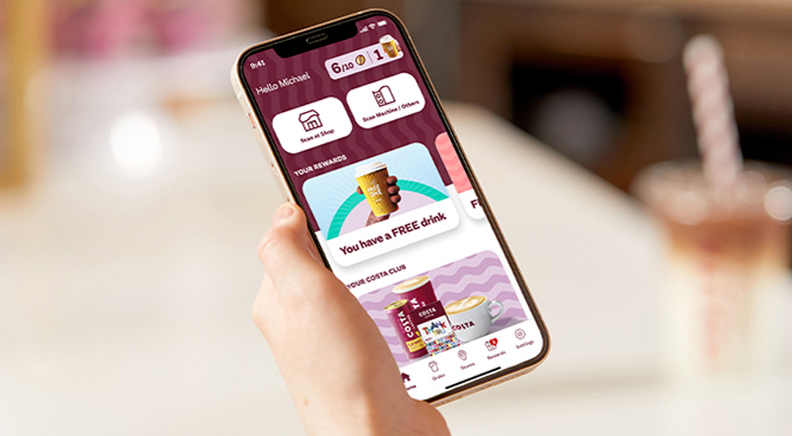 9:41
Hello Michael
6/10 1
Scan at Shop
Scan Machine / Others
YOUR REWARDS
FREE
You have a FREE drink
F
YOUR COSTA CLUB
COSTA
COSTA
COSTA
Order
Stores
Rewards
Settings